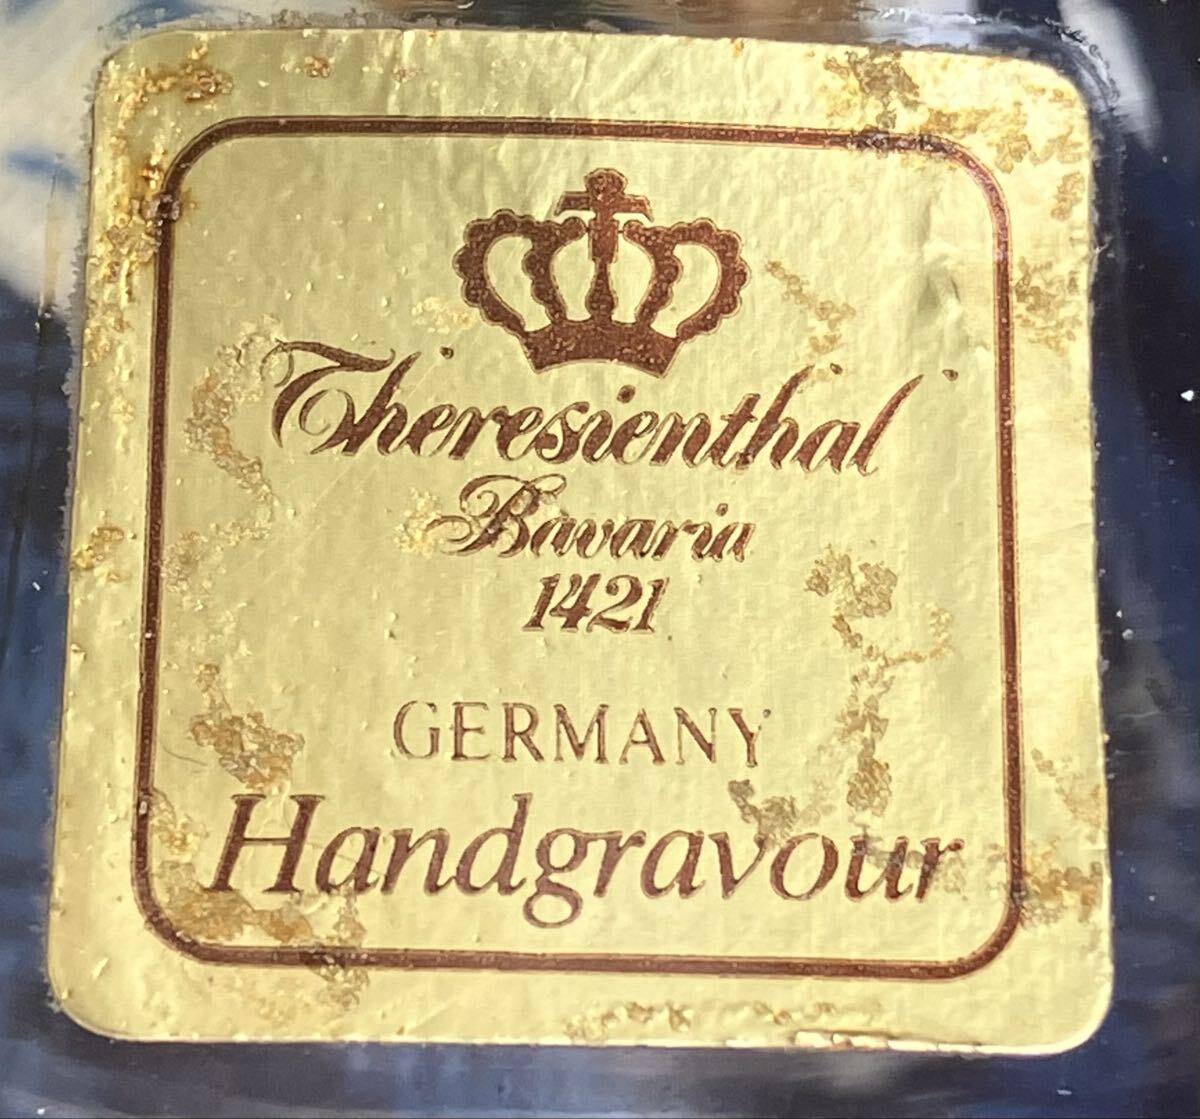 Theresienthal
Bavaria
1421
GERMANY
Handgravour